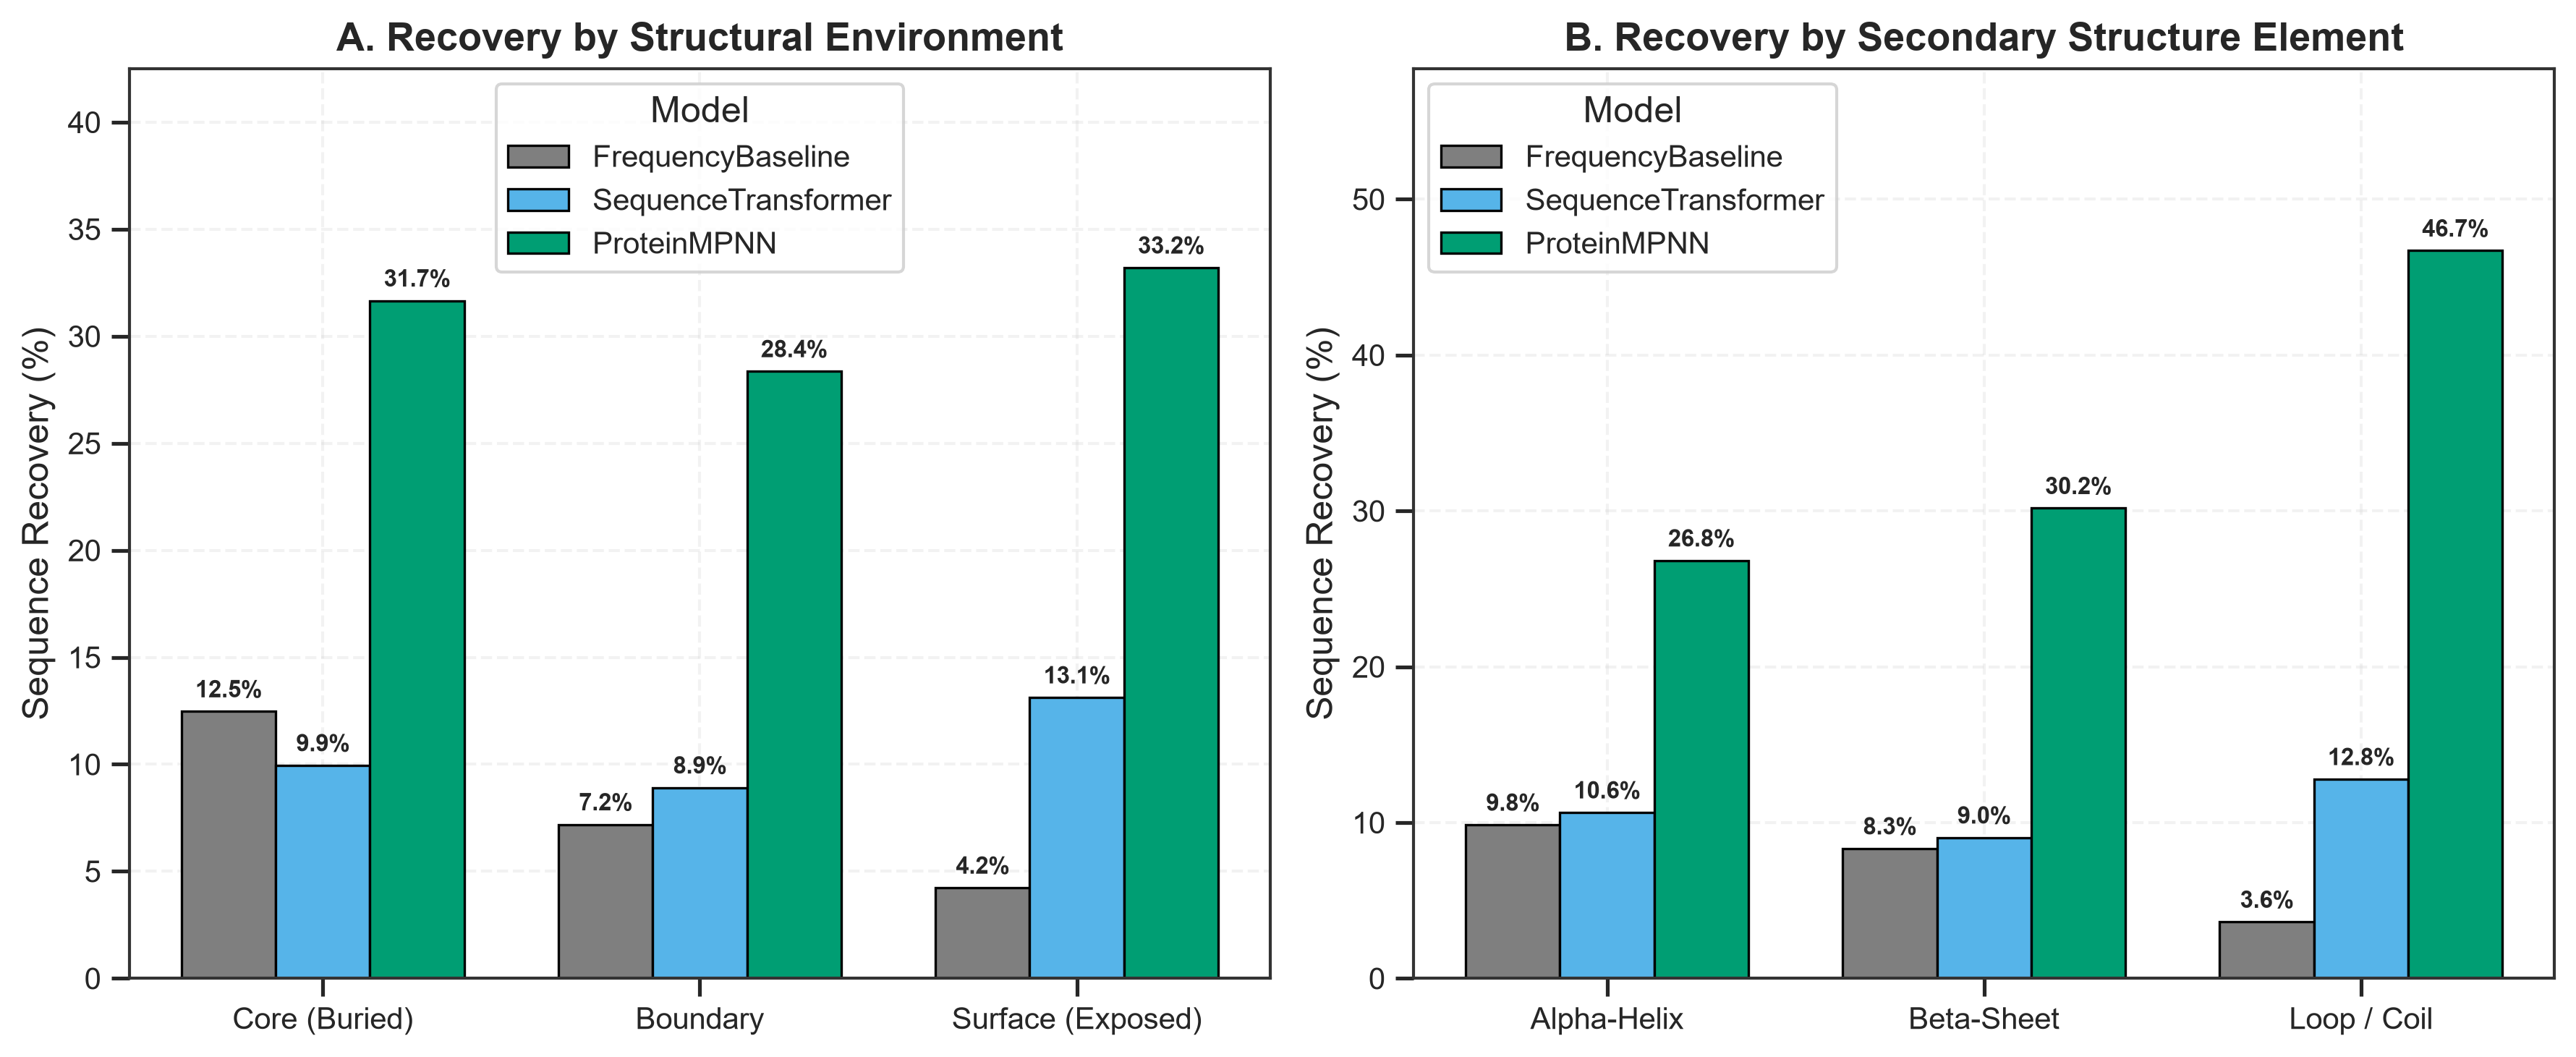 A. Recovery by Structural Environment
Sequence Recovery (%)
40
35
30
25
20
15
10
5
0
Model
FrequencyBaseline
SequenceTransformer
ProteinMPNN
12.5%
9.9%
31.7%
7.2%
8.9%
28.4%
4.2%
13.1%
33.2%
Core (Buried)
Boundary
Surface (Exposed)
B. Recovery by Secondary Structure Element
Sequence Recovery (%)
50
40
30
20
10
0
Model
FrequencyBaseline
SequenceTransformer
ProteinMPNN
9.8%
10.6%
26.8%
8.3%
9.0%
30.2%
3.6%
12.8%
46.7%
Alpha-Helix
Beta-Sheet
Loop / Coil